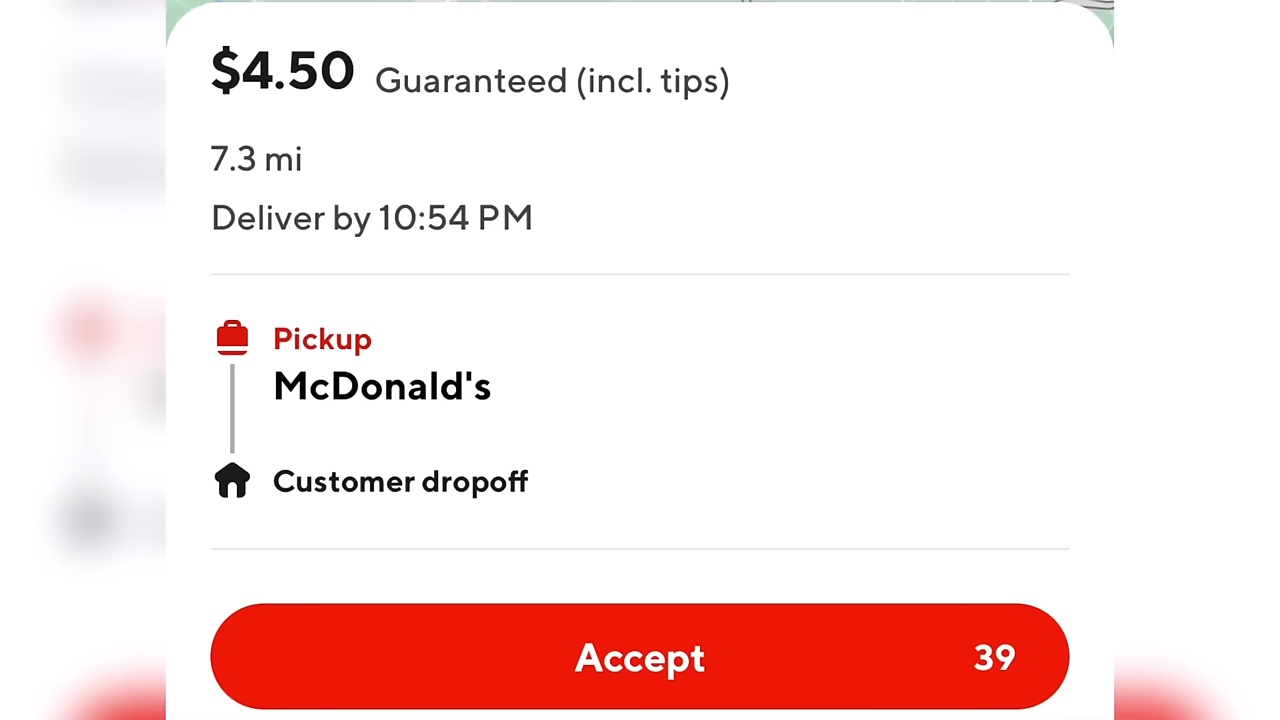 $4.50 Guaranteed (incl. tips)
7.3 mi
Deliver by 10:54 PM
Pickup
McDonald's
Customer dropoff
Accept 39